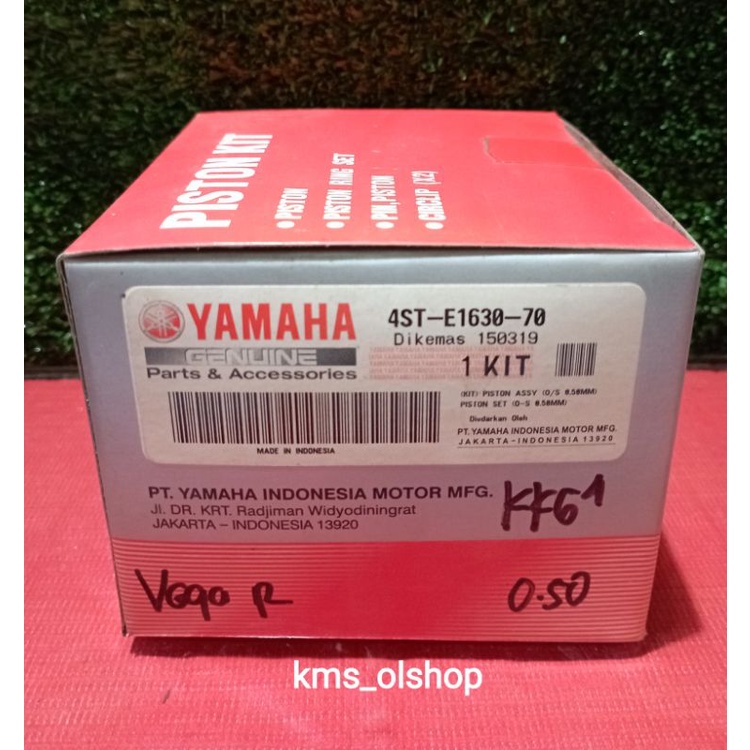 PISTON KIT
• PISTON
• PISTON RING SET
• PIN, PISTON
• CIRCLIP (X2)
YAMAHA
GENUINE
Parts & Accessories
4ST-E1630-70
Dikemas 150319
1 KIT
(KIT) PISTON ASSY (O/S 0.50MM)
PISTON SET (O-S 0.50MM)
Diedarkan Oleh
PT. YAMAHA INDONESIA MOTOR MFG.
JAKARTA-INDONESIA 13920
MADE IN INDONESIA
PT. YAMAHA INDONESIA MOTOR MFG.
Jl. DR. KRT. Radjiman Widyodiningrat
JAKARTA – INDONESIA 13920
Vega R
0.50
kms_olshop